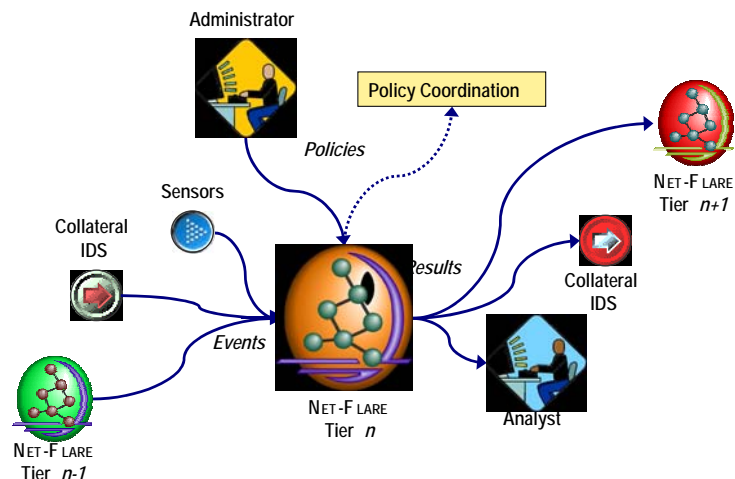 Administrator
Policy Coordination
Policies
NET-FLARE
Tier n+1
Sensors
Collateral
IDS
Results
Collateral
IDS
Events
NET-FLARE
Tier n
Analyst
NET-FLARE
Tier n-1